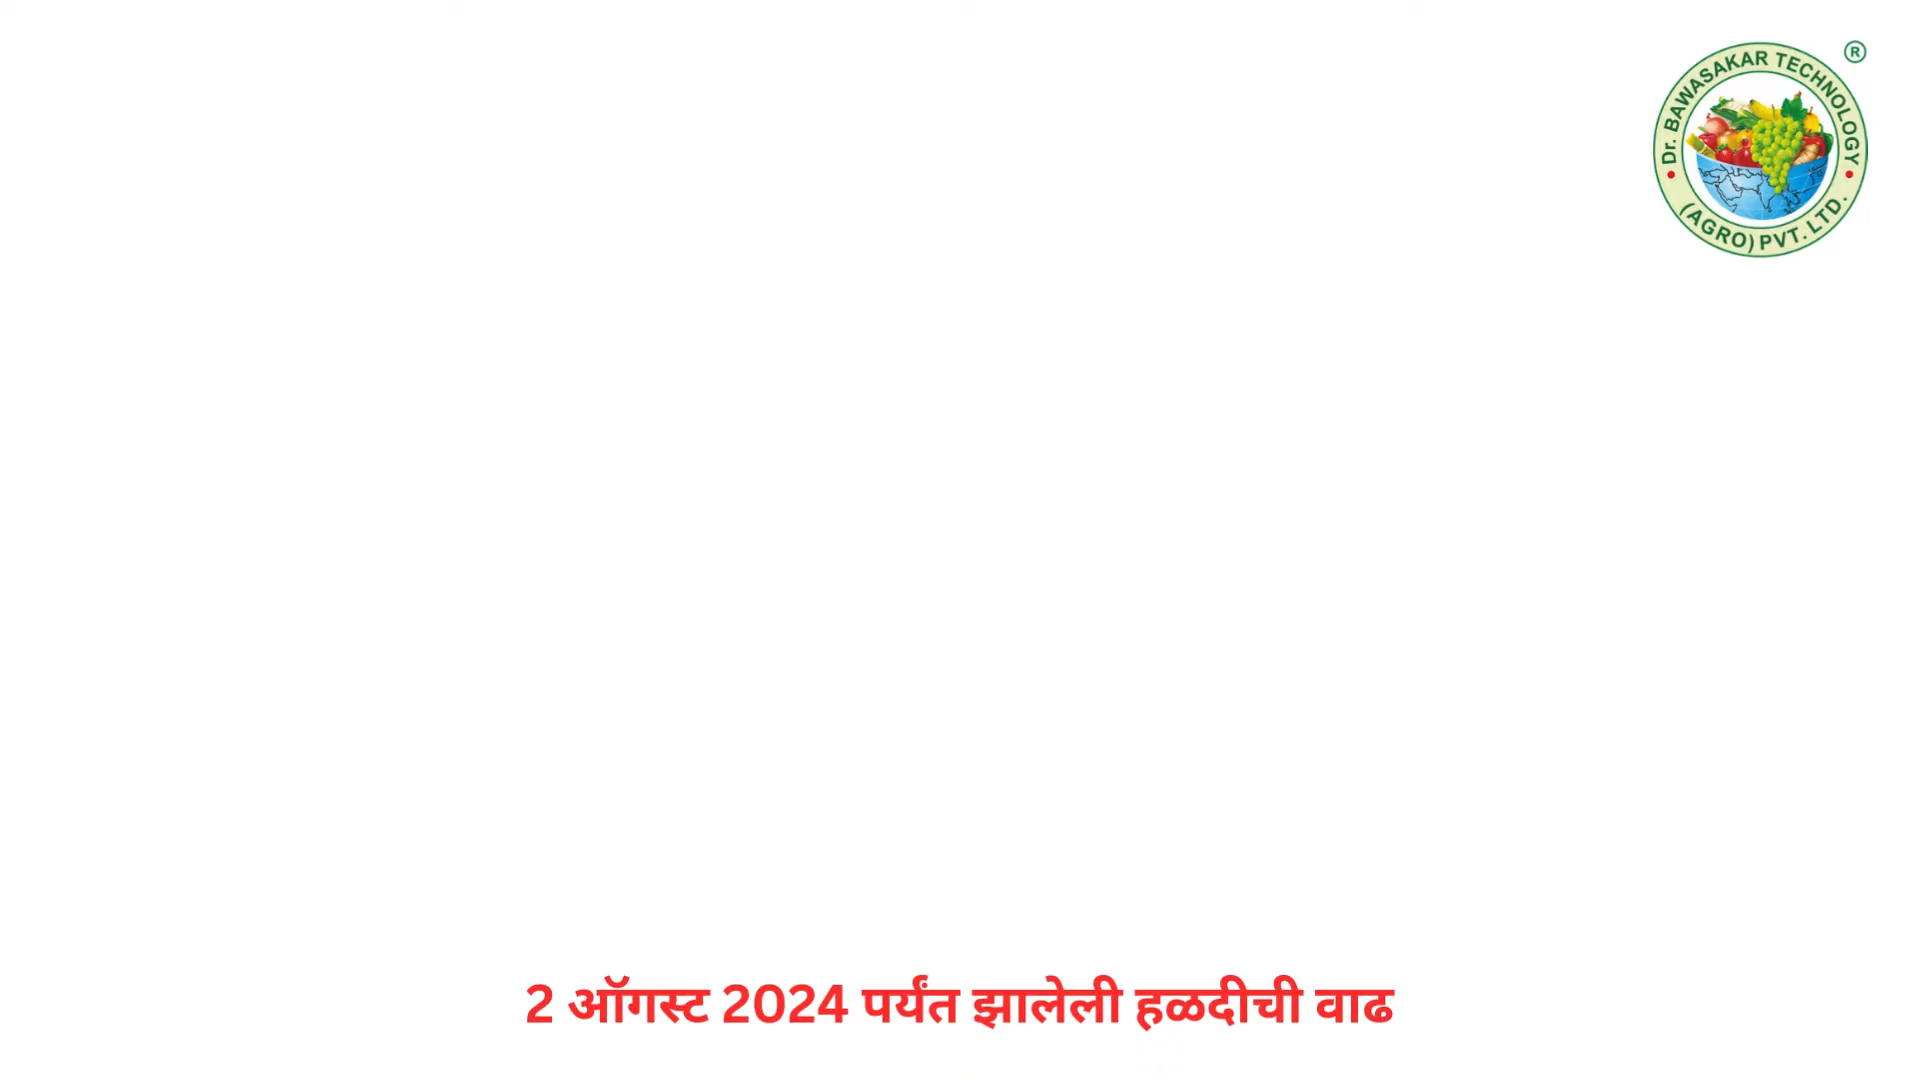 ®
Dr. BAWASAKAR TECHNOLOGY
(AGRO) PVT. LTD.
2 ऑगस्ट 2024 पर्यंत झालेली हळदीची वाढ